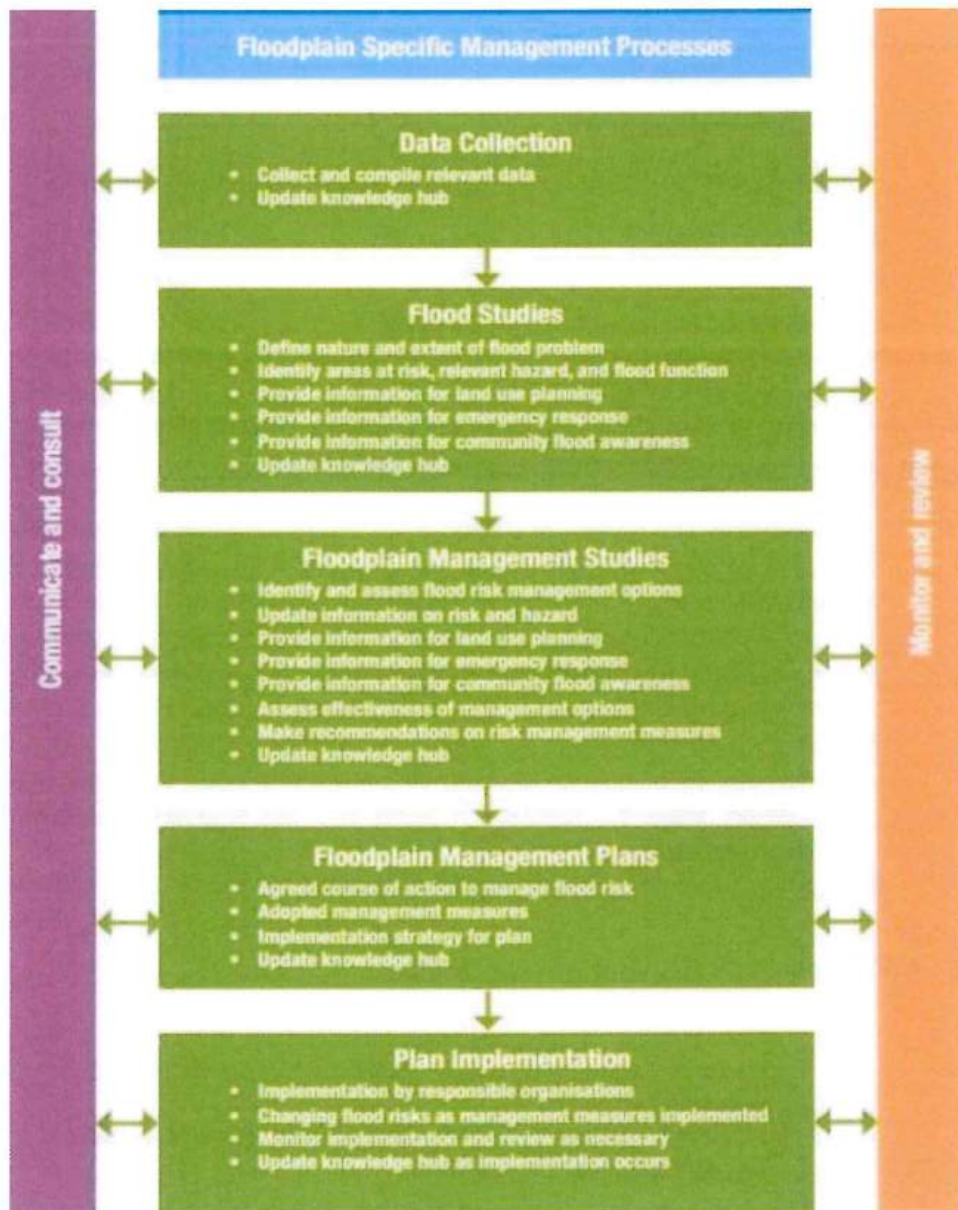 Floodplain Specific Management Processes
Communicate and consult
Data Collection
• Collect and compile relevant data
• Update knowledge hub
Flood Studies
• Define nature and extent of flood problem
• Identify areas at risk, relevant hazard, and flood function
• Provide information for land use planning
• Provide information for emergency response
• Provide information for community flood awareness
• Update knowledge hub
Floodplain Management Studies
• Identify and assess flood risk management options
• Update information on risk and hazard
• Provide information for land use planning
• Provide information for emergency response
• Provide information for community flood awareness
• Assess effectiveness of management options
• Make recommendations on risk management measures
• Update knowledge hub
Floodplain Management Plans
• Agreed course of action to manage flood risk
• Adopted management measures
• Implementation strategy for plan
• Update knowledge hub
Plan Implementation
• Implementation by responsible organisations
• Changing flood risks as management measures implemented
• Monitor implementation and review as necessary
• Update knowledge hub as implementation occurs
Monitor and review